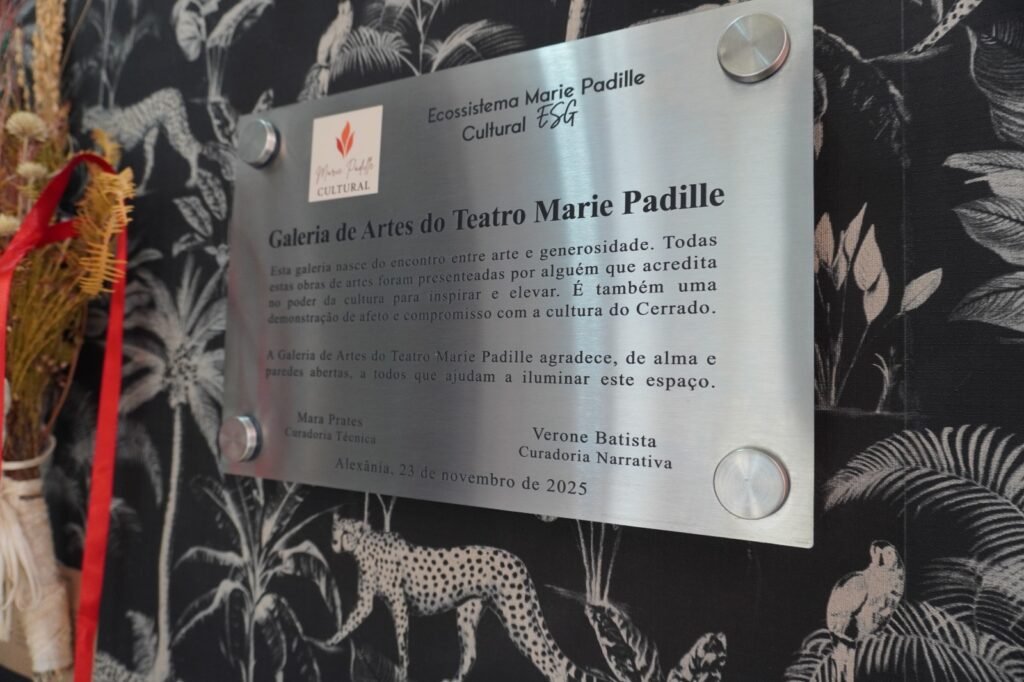 Ecossistema Marie Padille
Cultural ESG
Marie Padille
CULTURAL
Galeria de Artes do Teatro Marie Padille
Esta galeria nasce do encontro entre arte e generosidade. Todas
estas obras de artes foram presenteadas por alguém que acredita
no poder da cultura para inspirar e elevar. É também uma
demonstração de afeto e compromisso com a cultura do Cerrado.
A Galeria de Artes do Teatro Marie Padille agradece, de alma e
paredes abertas, a todos que ajudam a iluminar este espaço.
Mara Prates
Curadoria Técnica
Verone Batista
Curadoria Narrativa
Alexânia, 23 de novembro de 2025